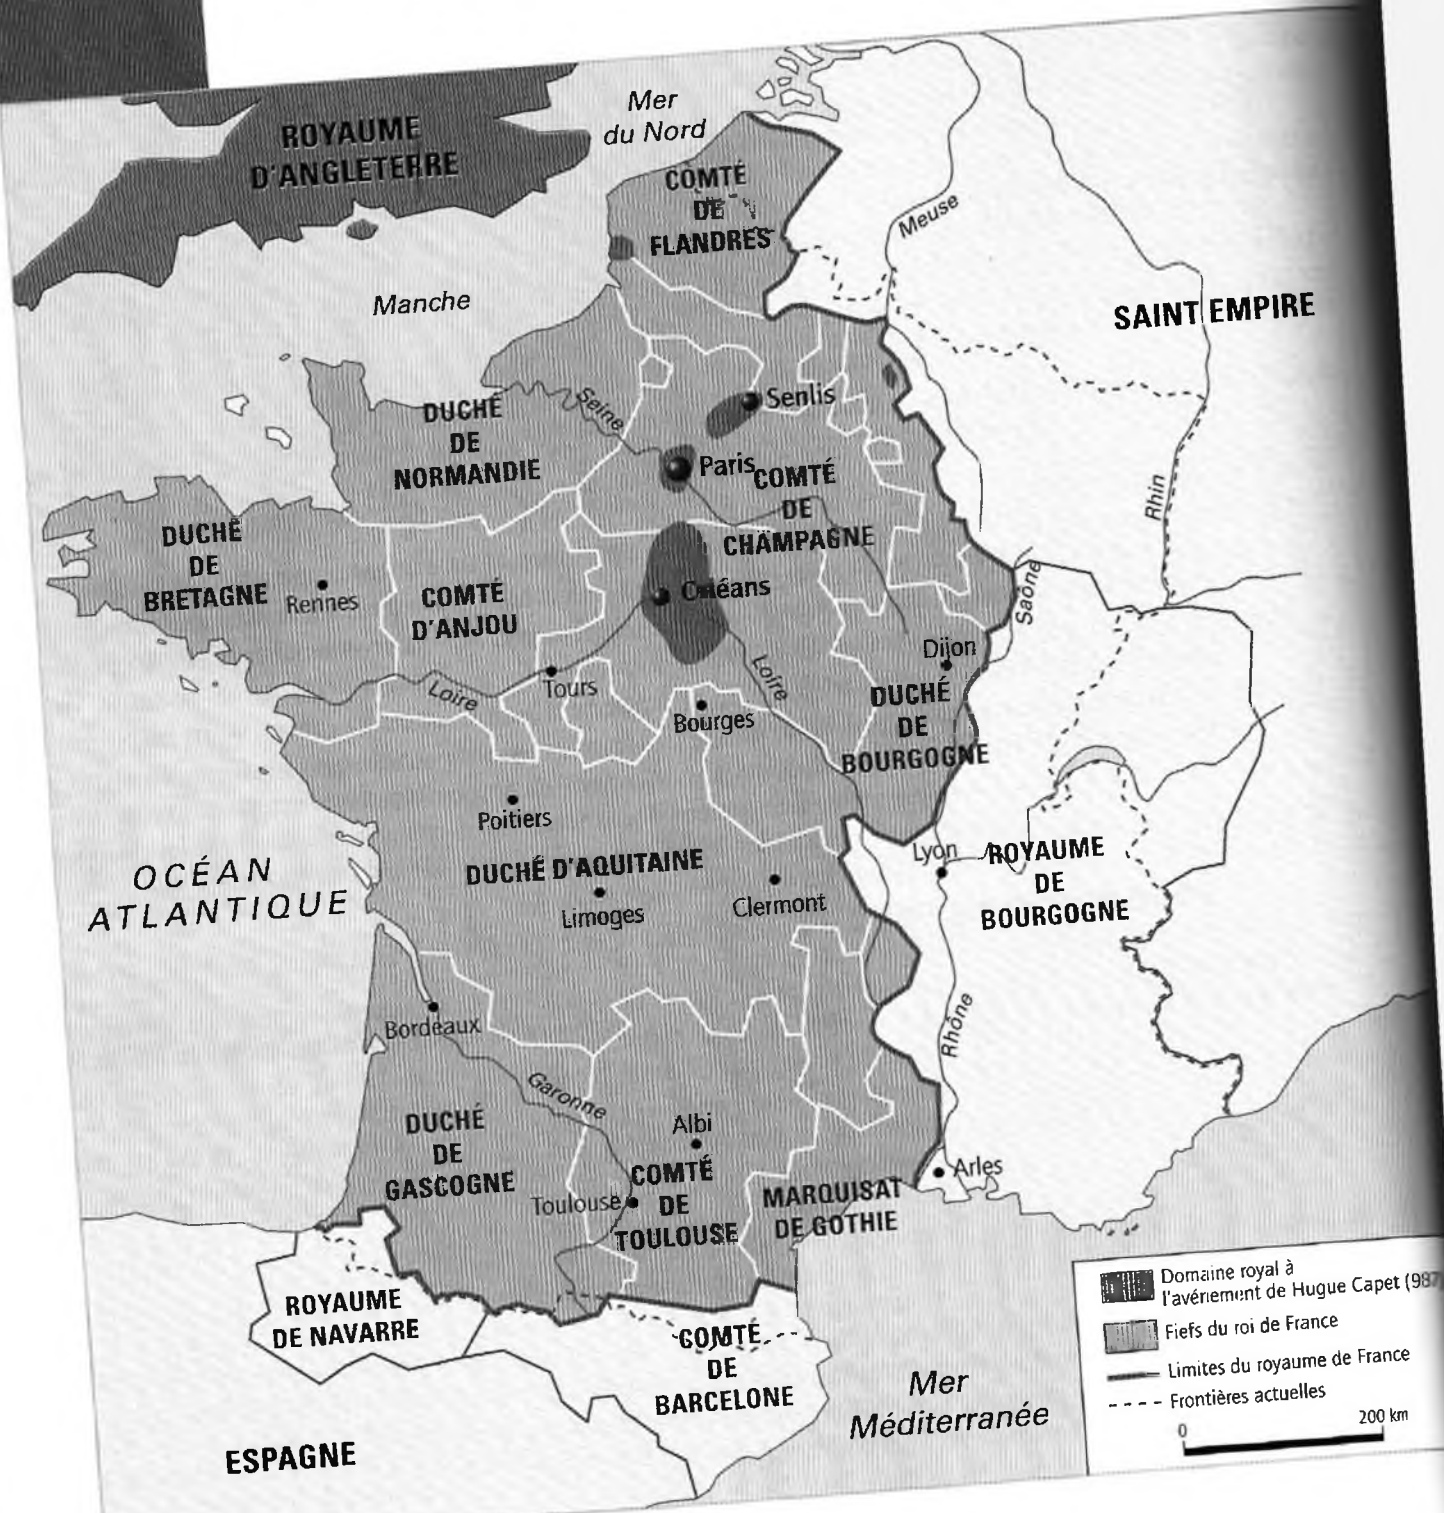 Mer
du Nord
ROYAUME
D'ANGLETERRE
COMTÉ
DE
FLANDRES
Meuse
Manche
SAINT EMPIRE
Senlis
Seine
DUCHÉ
DE
NORMANDIE
Paris
COMTÉ
DE
CHAMPAGNE
Rhin
DUCHÉ
DE
BRETAGNE
Rennes
COMTÉ
D'ANJOU
Orléans
Saône
Dijon
Loire
Tours
Loire
Bourges
DUCHÉ
DE
BOURGOGNE
Poitiers
DUCHÉ D'AQUITAINE
Limoges
Clermont
Lyon
ROYAUME
DE
BOURGOGNE
OCÉAN
ATLANTIQUE
Bordeaux
Rhône
Garonne
DUCHÉ
DE
GASCOGNE
Albi
COMTÉ
DE
TOULOUSE
Toulouse
Arles
MARQUISAT
DE GOTHIE
ROYAUME
DE NAVARRE
COMTÉ
DE
BARCELONE
Mer
Méditerranée
ESPAGNE
Domaine royal à
l'avénement de Hugue Capet (987
Fiefs du roi de France
Limites du royaume de France
Frontières actuelles
0 200 km